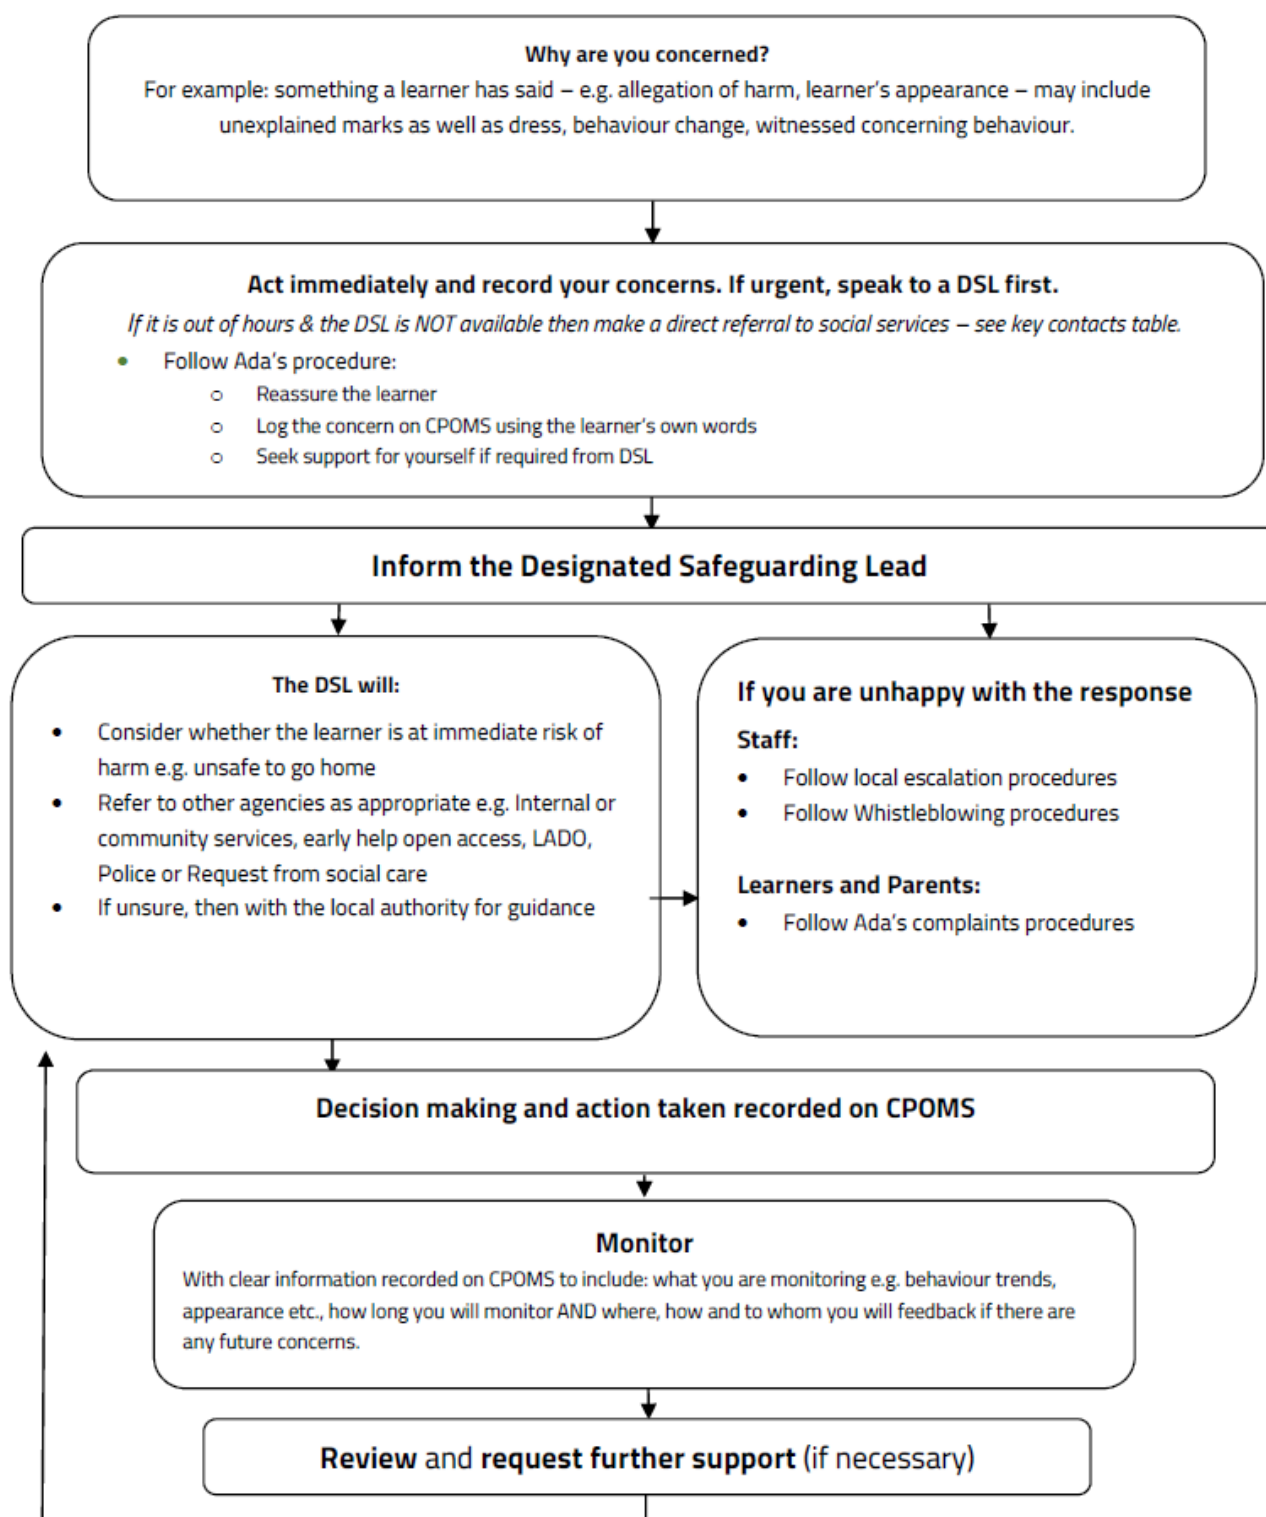 Why are you concerned?
For example: something a learner has said – e.g. allegation of harm, learner's appearance – may include
unexplained marks as well as dress, behaviour change, witnessed concerning behaviour.
Act immediately and record your concerns. If urgent, speak to a DSL first.
If it is out of hours & the DSL is NOT available then make a direct referral to social services – see key contacts table.
• Follow Ada's procedure:
o Reassure the learner
o Log the concern on CPOMS using the learner's own words
o Seek support for yourself if required from DSL
Inform the Designated Safeguarding Lead
The DSL will:
• Consider whether the learner is at immediate risk of
harm e.g. unsafe to go home
• Refer to other agencies as appropriate e.g. Internal or
community services, early help open access, LADO,
Police or Request from social care
• If unsure, then with the local authority for guidance
If you are unhappy with the response
Staff:
• Follow local escalation procedures
• Follow Whistleblowing procedures
Learners and Parents:
• Follow Ada's complaints procedures
Decision making and action taken recorded on CPOMS
Monitor
With clear information recorded on CPOMS to include: what you are monitoring e.g. behaviour trends,
appearance etc., how long you will monitor AND where, how and to whom you will feedback if there are
any future concerns.
Review and request further support (if necessary)